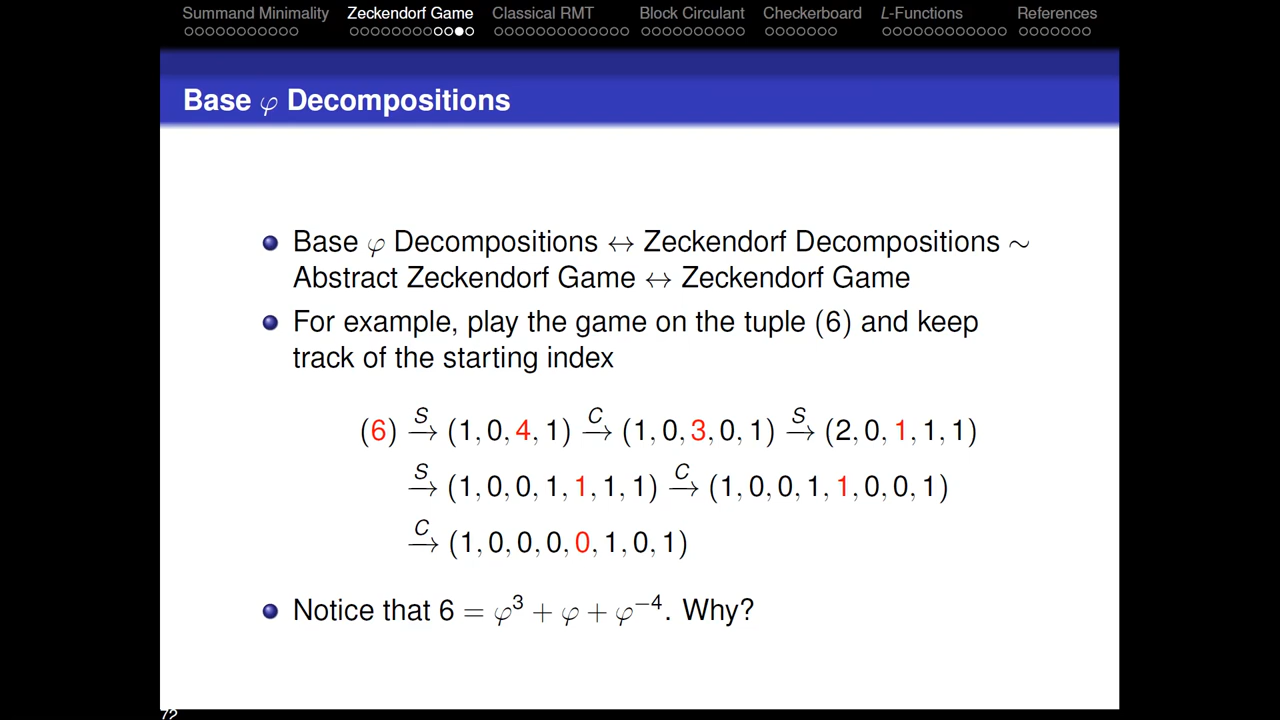 Summand Minimality Zeckendorf Game Classical RMT Block Circulant Checkerboard L-Functions References
Base φ Decompositions
Base φ Decompositions ↔ Zeckendorf Decompositions ∼
Abstract Zeckendorf Game ↔ Zeckendorf Game
For example, play the game on the tuple (6) and keep
track of the starting index
(6) S→ (1, 0, 4, 1) C→ (1, 0, 3, 0, 1) S→ (2, 0, 1, 1, 1)
S→ (1, 0, 0, 1, 1, 1, 1) C→ (1, 0, 0, 1, 1, 0, 0, 1)
C→ (1, 0, 0, 0, 0, 1, 0, 1)
Notice that 6 = φ³ + φ + φ⁻⁴. Why?